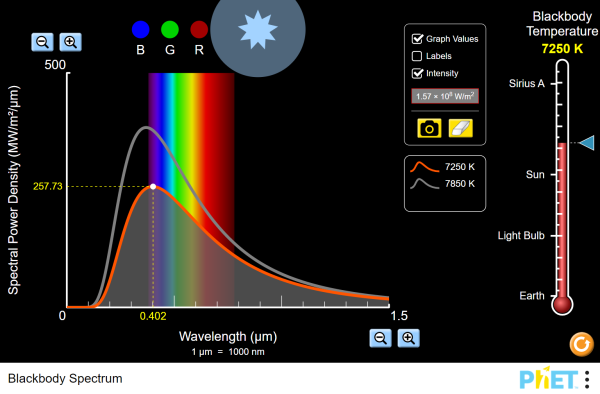 B G R
500
Spectral Power Density (MW/m²/μm)
257.73
0
0.402
1.5
Wavelength (μm)
1 μm = 1000 nm
Graph Values
Labels
Intensity
1.57 × 10⁸ W/m²
7250 K
7850 K
Blackbody
Temperature
7250 K
Sirius A
Sun
Light Bulb
Earth
Blackbody Spectrum
PhET